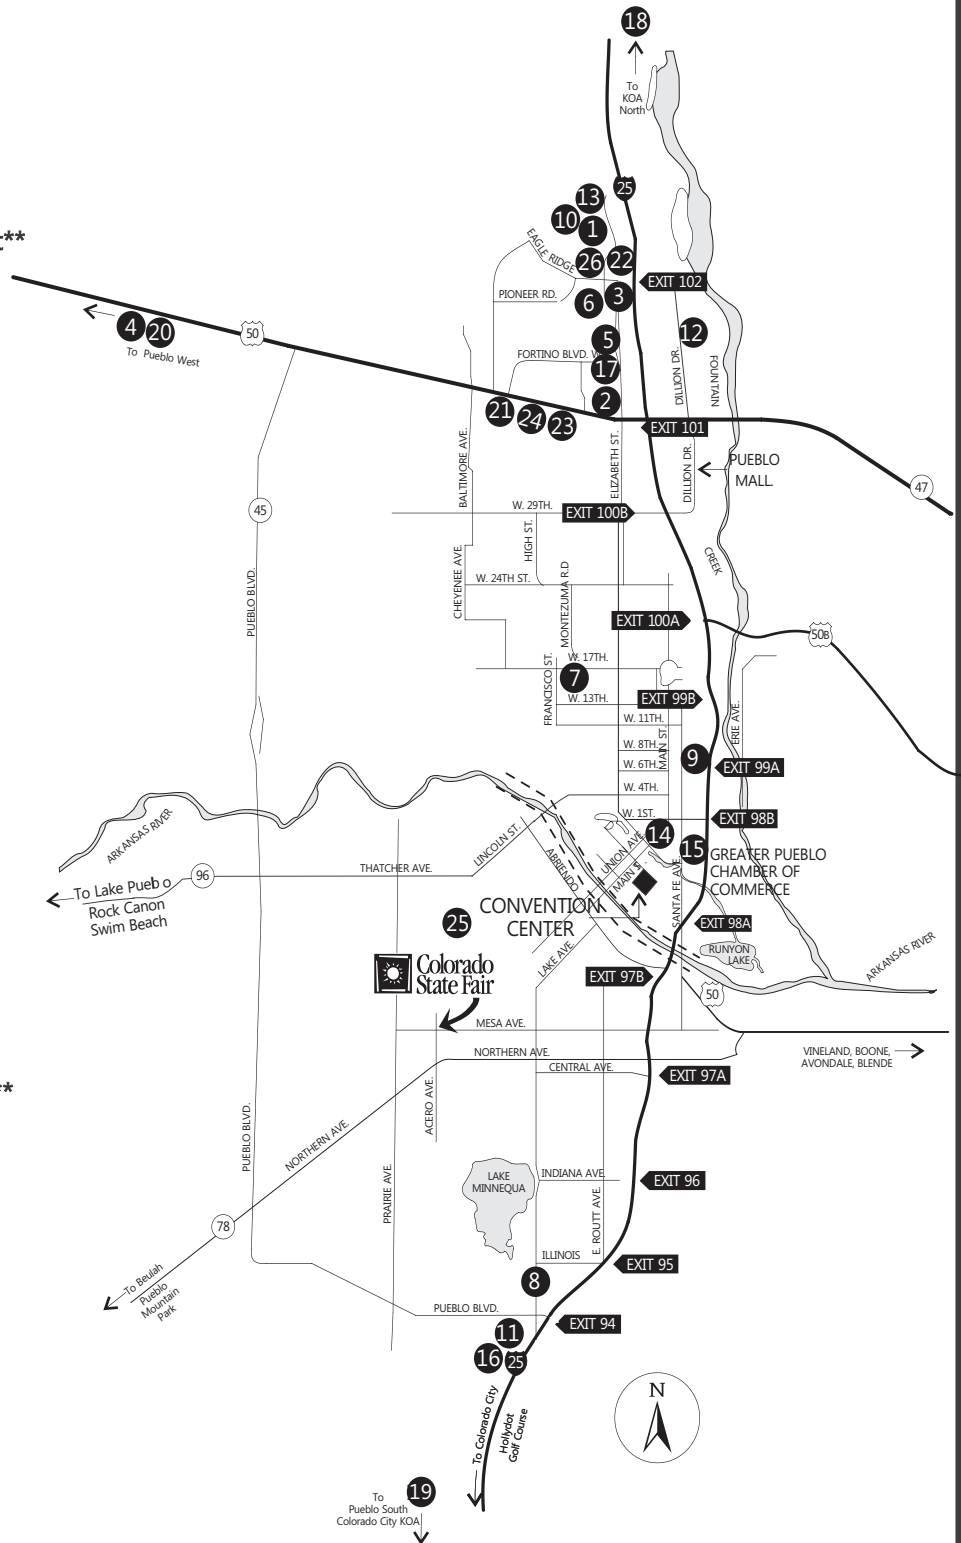 18
To
KOA
North
25
13
10
1
**
EAGLE RIDGE
26
22
EXIT 102
PIONEER RD.
6
3
4
20
To Pueblo West
50
12
5
FORTINO BLVD. W
17
DILLION DR.
FOUNTAIN
21
24
23
2
EXIT 101
BALTIMORE AVE.
ELIZABETH ST.
DILLION DR.
PUEBLO
MALL
47
45
W. 29TH.
EXIT 100B
HIGH ST.
CREEK
CHEYENEE AVE.
W. 24TH ST.
MONTEZUMA R.D
PUEBLO BLVD.
EXIT 100A
50B
W. 17TH.
7
FRANCISCO ST.
W. 13TH.
EXIT 99B
W. 11TH.
MAIN ST.
ERIE AVE.
W. 8TH.
W. 6TH.
9
EXIT 99A
W. 4TH.
W. 1ST.
EXIT 98B
ARKANSAS RIVER
LINCOLN ST.
ABRIENDO
UNION AVE.
14
15
GREATER PUEBLO
CHAMBER OF
COMMERCE
THATCHER AVE.
96
To Lake Pueblo
Rock Canon
Swim Beach
MAIN S
SANTA FE AVE.
25
CONVENTION
CENTER
EXIT 98A
LAKE AVE.
RUNYON
LAKE
ARKANSAS RIVER
Colorado
State Fair
EXIT 97B
50
MESA AVE.
NORTHERN AVE.
VINELAND, BOONE,
AVONDALE, BLENDE
CENTRAL AVE.
EXIT 97A
**
ACERO AVE.
PUEBLO BLVD.
NORTHERN AVE.
PRAIRIE AVE.
LAKE
MINNEQUA
INDIANA AVE.
EXIT 96
E. ROUTT AVE.
78
ILLINOIS
EXIT 95
8
To Beulah
Pueblo
Mountain
Park
PUEBLO BLVD.
EXIT 94
11
16
25
N
To Colorado City
Hollydot
Golf Course
19
To
Pueblo South
Colorado City KOA